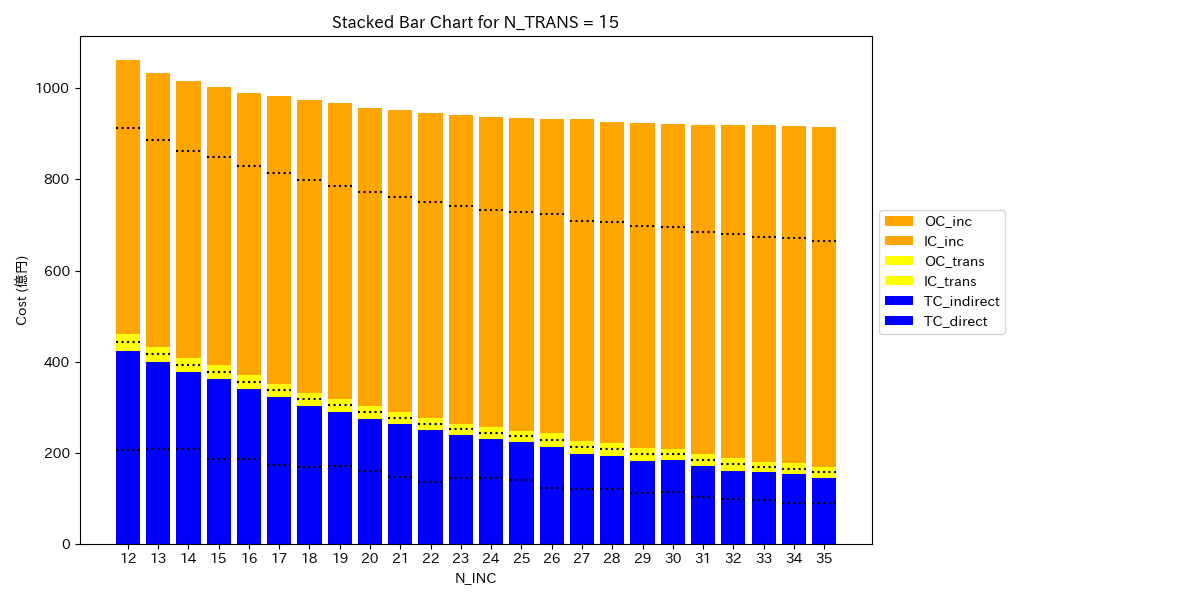 Stacked Bar Chart for N_TRANS = 15
Cost (億円)
1000
800
600
400
200
0
12 13 14 15 16 17 18 19 20 21 22 23 24 25 26 27 28 29 30 31 32 33 34 35
N_INC
OC_inc
IC_inc
OC_trans
IC_trans
TC_indirect
TC_direct